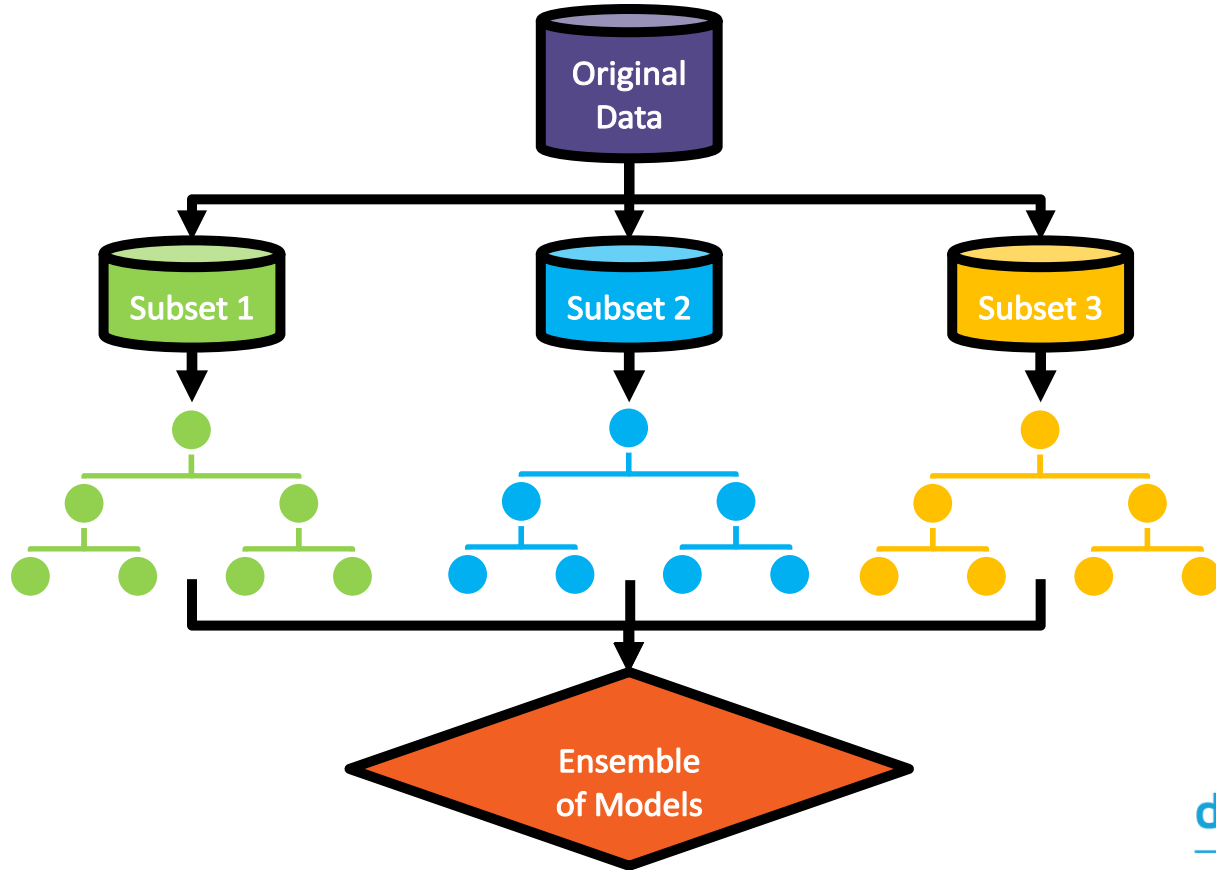 Original
Data
Subset 1
Subset 2
Subset 3
Ensemble
of Models
d